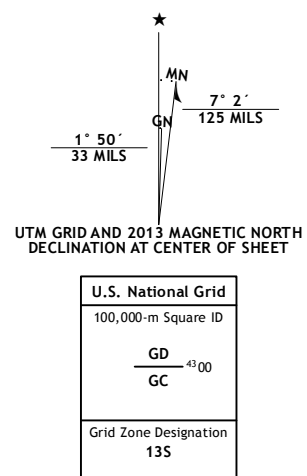 ★
MN
7° 2´
125 MILS
GN
1° 50´
33 MILS
UTM GRID AND 2013 MAGNETIC NORTH
DECLINATION AT CENTER OF SHEET
U.S. National Grid
100,000-m Square ID
GD
4300
GC
Grid Zone Designation
13S